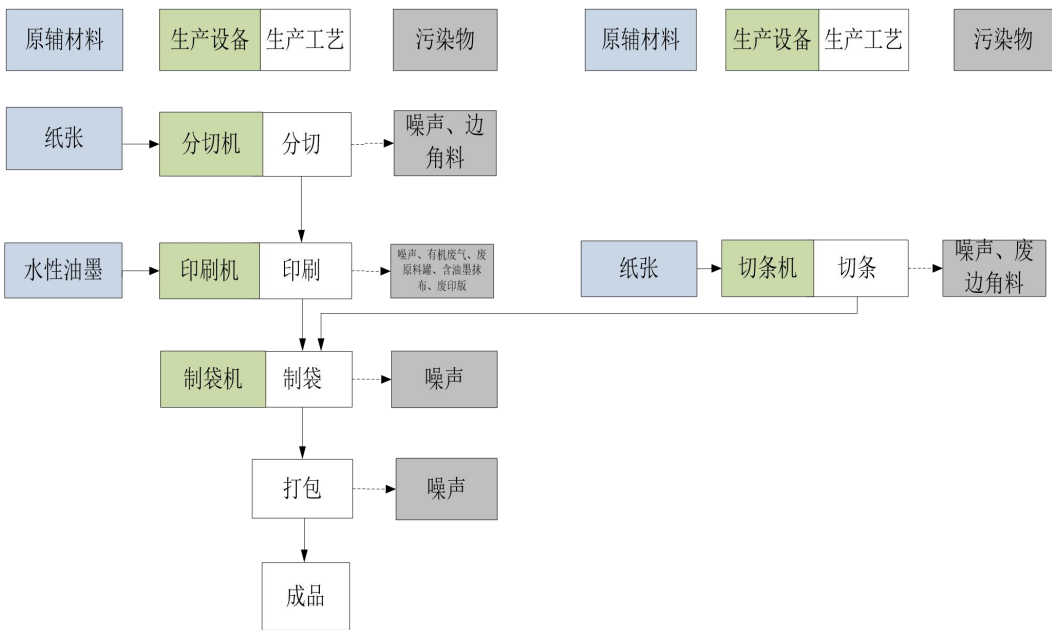 原辅材料
生产设备
生产工艺
污染物
原辅材料
生产设备
生产工艺
污染物
纸张
分切机
分切
噪声、边
角料
水性油墨
印刷机
印刷
噪声、有机废气、废
原料罐、含油墨抹
布、废印版
纸张
切条机
切条
噪声、废
边角料
制袋机
制袋
噪声
打包
噪声
成品